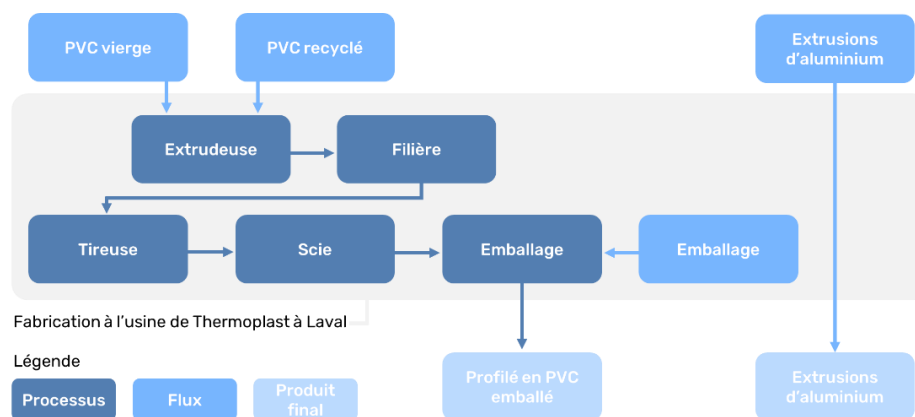 PVC vierge
PVC recyclé
Extrusions
d'aluminium
Extrudeuse
Filière
Tireuse
Scie
Emballage
Emballage
Fabrication à l'usine de Thermoplast à Laval
Profilé en PVC
emballé
Extrusions
d'aluminium
Légende
Processus
Flux
Produit
final